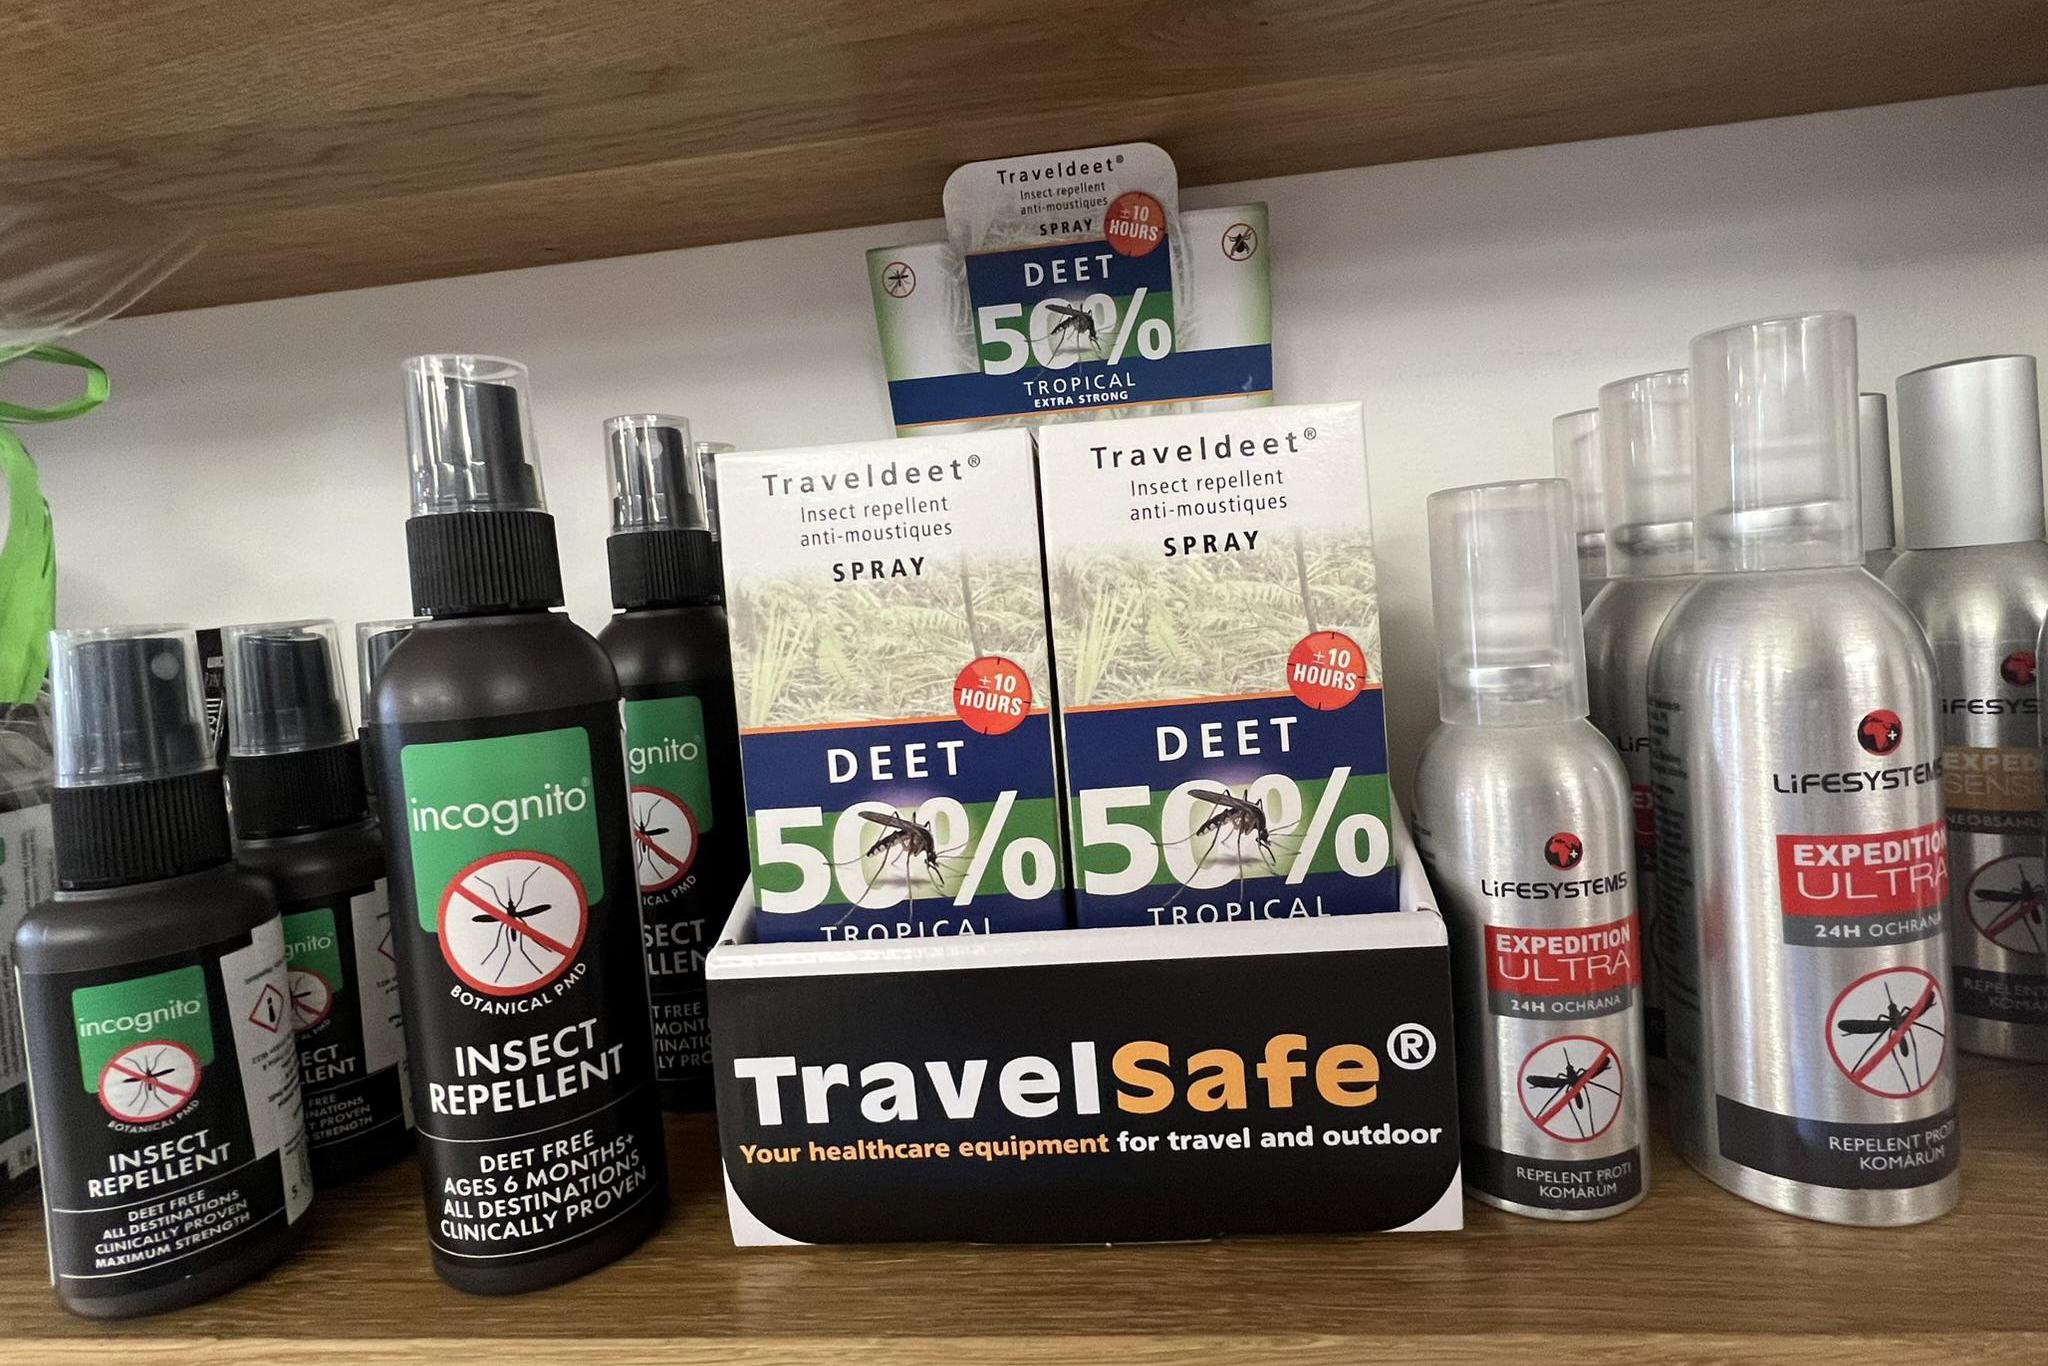 incognito
BOTANICAL PMD
INSECT
REPELLENT
DEET FREE
ALL DESTINATIONS
CLINICALLY PROVEN
MAXIMUM STRENGTH
incognito®
BOTANICAL PMD
INSECT
REPELLENT
DEET FREE
AGES 6 MONTHS+
ALL DESTINATIONS
CLINICALLY PROVEN
Traveldeet®
Insect repellent
anti-moustiques
SPRAY
±10
HOURS
DEET
50%
TROPICAL
EXTRA STRONG
Traveldeet®
Insect repellent
anti-moustiques
SPRAY
±10
HOURS
DEET
50%
TROPICAL
Traveldeet®
Insect repellent
anti-moustiques
SPRAY
±10
HOURS
DEET
50%
TROPICAL
TravelSafe®
Your healthcare equipment for travel and outdoor
LiFESYSTEMS
EXPEDITION
ULTRA
24H OCHRANA
REPELENT PROTI
KOMÁRŮM
LiFESYSTEMS
EXPEDITION
ULTRA
24H OCHRANA
REPELENT PROTI
KOMÁRŮM